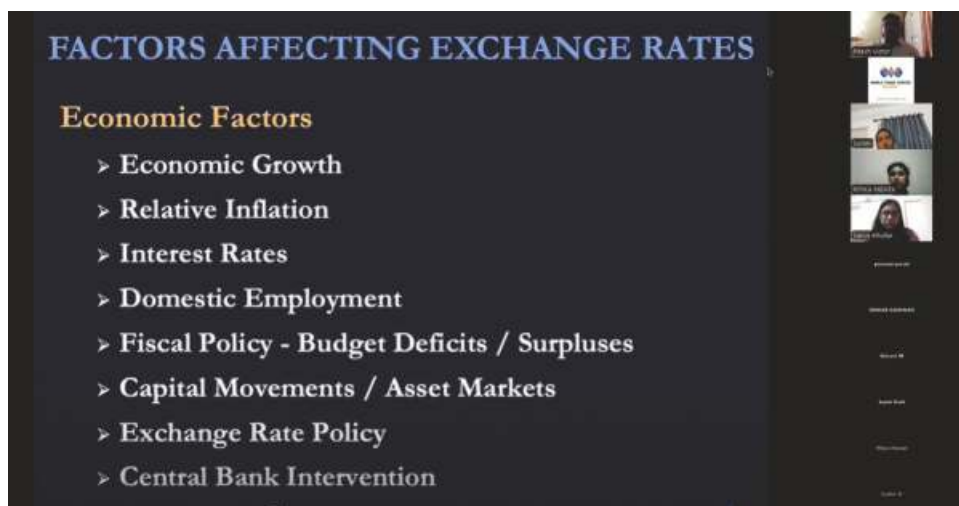 FACTORS AFFECTING EXCHANGE RATES
Economic Factors
➢ Economic Growth
➢ Relative Inflation
➢ Interest Rates
➢ Domestic Employment
➢ Fiscal Policy - Budget Deficits / Surpluses
➢ Capital Movements / Asset Markets
➢ Exchange Rate Policy
➢ Central Bank Intervention